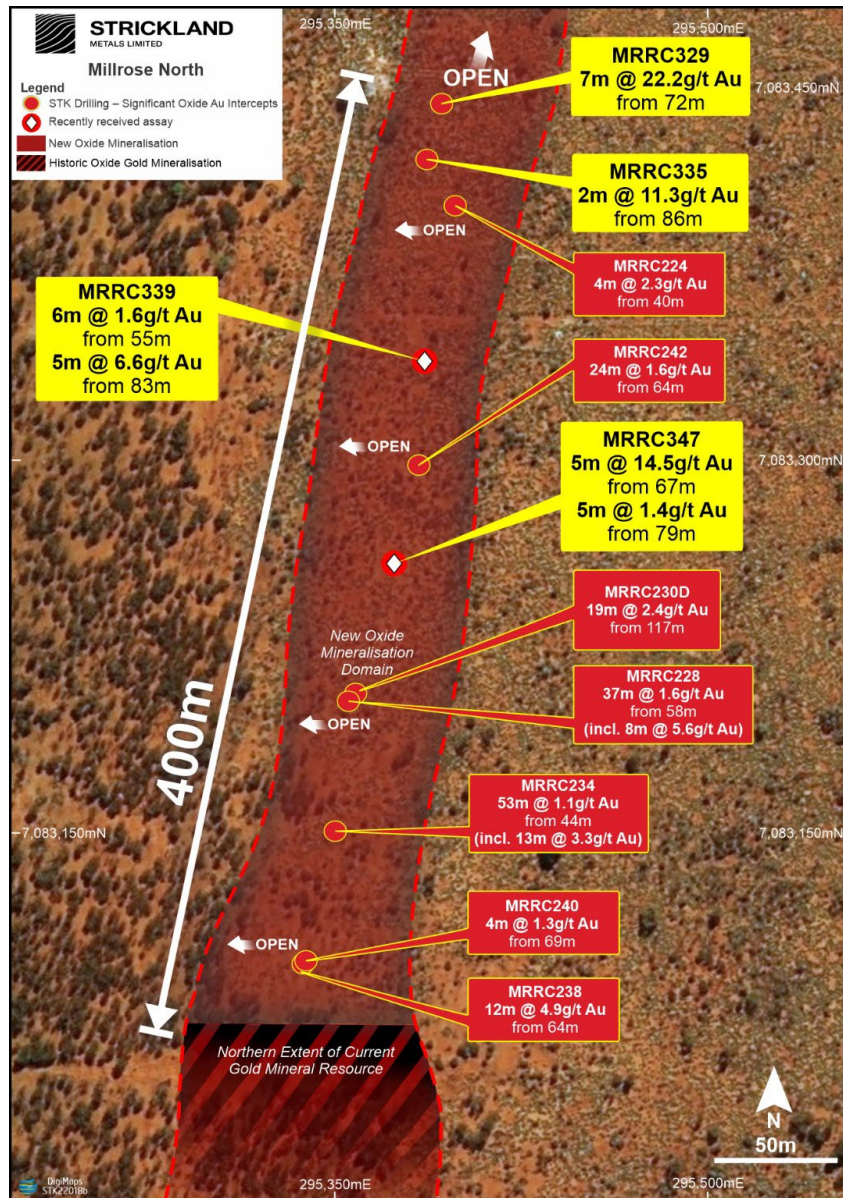 STRICKLAND
METALS LIMITED
Millrose North
Legend
STK Drilling – Significant Oxide Au Intercepts
Recently received assay
New Oxide Mineralisation
Historic Oxide Gold Mineralisation
295,350mE
295,500mE
OPEN
MRRC329
7m @ 22.2g/t Au
from 72m
7,083,450mN
MRRC335
2m @ 11.3g/t Au
from 86m
OPEN
MRRC224
4m @ 2.3g/t Au
from 40m
MRRC339
6m @ 1.6g/t Au
from 55m
5m @ 6.6g/t Au
from 83m
MRRC242
24m @ 1.6g/t Au
from 64m
OPEN
MRRC347
5m @ 14.5g/t Au
from 67m
5m @ 1.4g/t Au
from 79m
7,083,300mN
MRRC230D
19m @ 2.4g/t Au
from 117m
New Oxide
Mineralisation
Domain
MRRC228
37m @ 1.6g/t Au
from 58m
(incl. 8m @ 5.6g/t Au)
OPEN
400m
MRRC234
53m @ 1.1g/t Au
from 44m
(incl. 13m @ 3.3g/t Au)
7,083,150mN
7,083,150mN
MRRC240
4m @ 1.3g/t Au
from 69m
OPEN
MRRC238
12m @ 4.9g/t Au
from 64m
Northern Extent of Current
Gold Mineral Resource
N
50m
DigiMaps
STK22018b
295,350mE
295,500mE